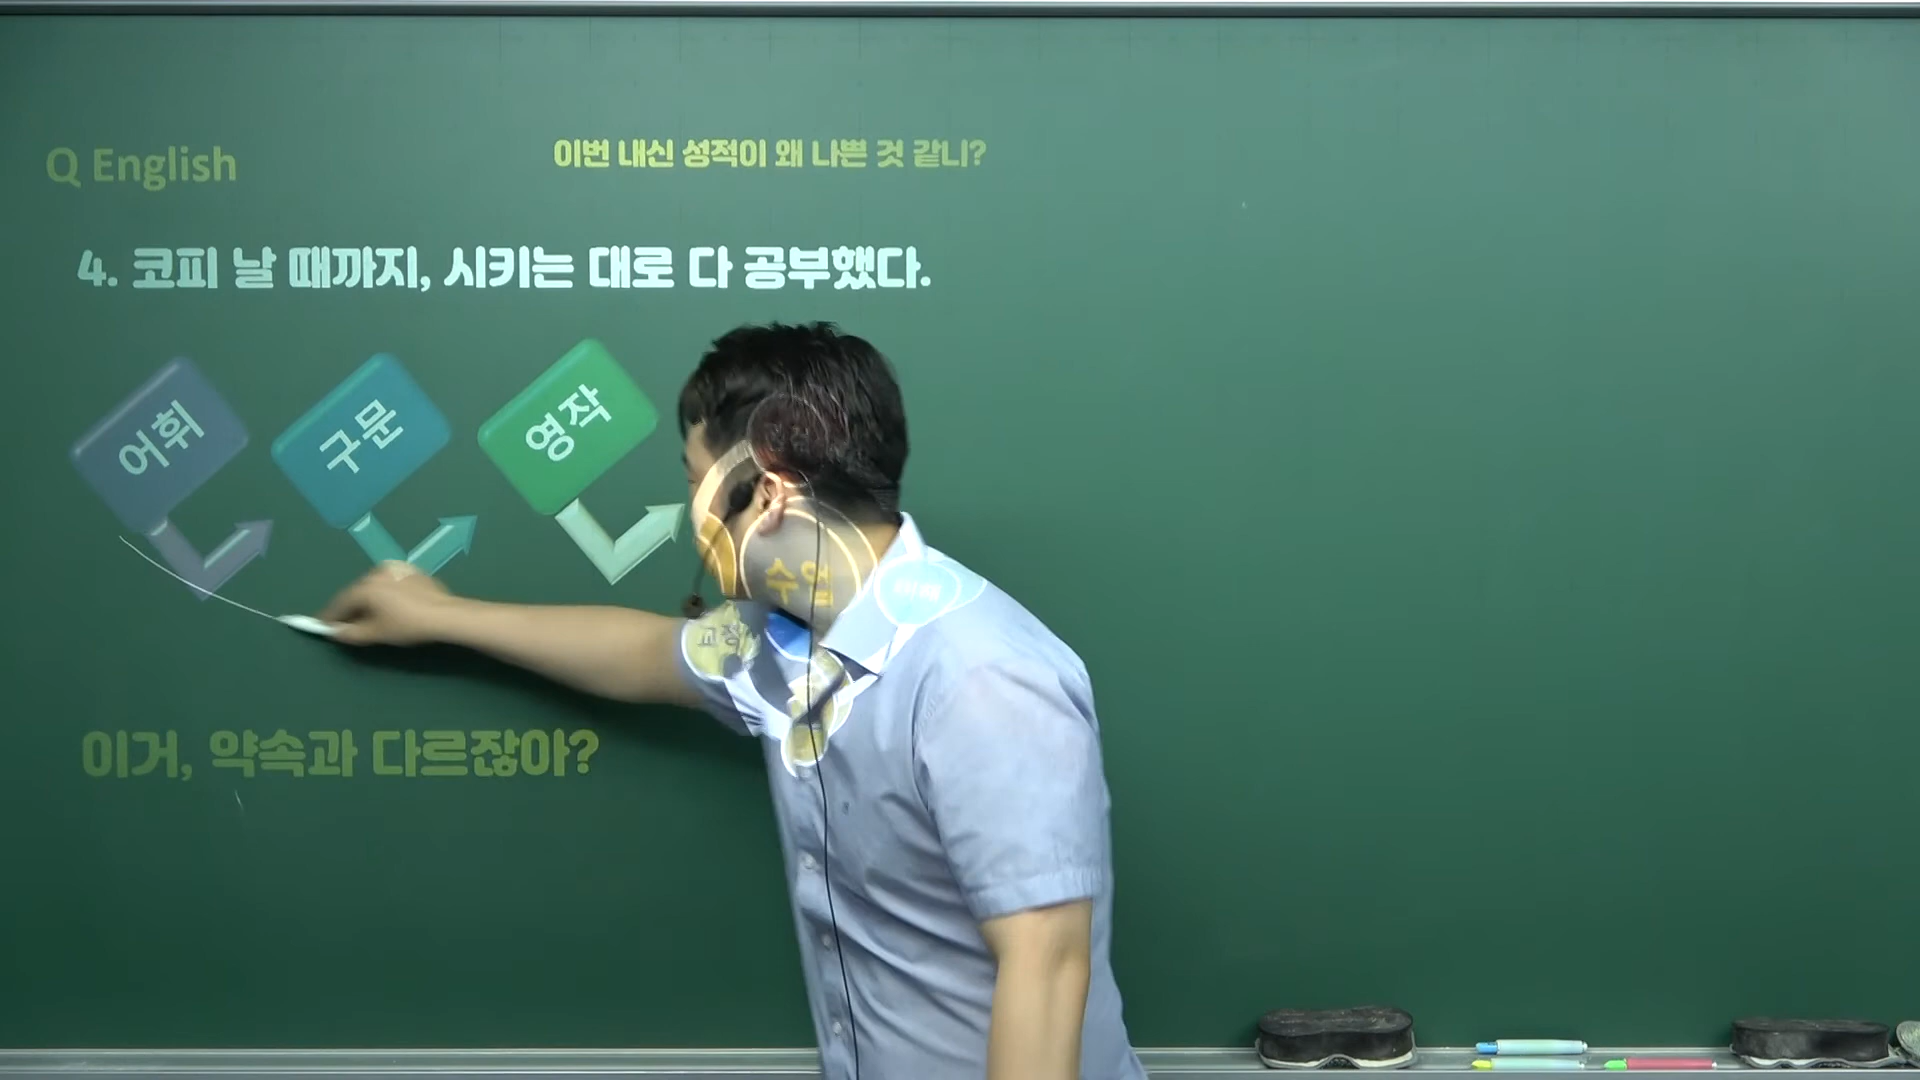 Q English
이번 내신 성적이 왜 나쁜 것 같니?
4. 코피 날 때까지, 시키는 대로 다 공부했다.
어휘
구문
영작
수업
교정
이거, 약속과 다르잖아?